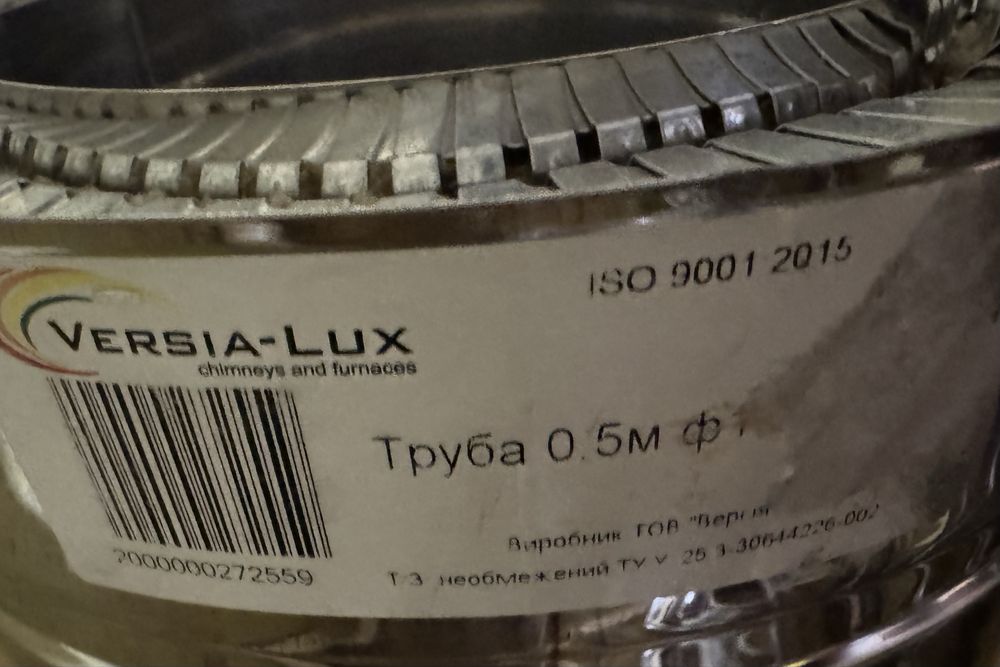 ISO 9001 2015
VERSIA-LUX
chimneys and furnaces
Труба 0.5м ф
2000000272559
Виробник ТОВ "Версія
Т.З. необмежений ТУ У 25.1-30644226-002